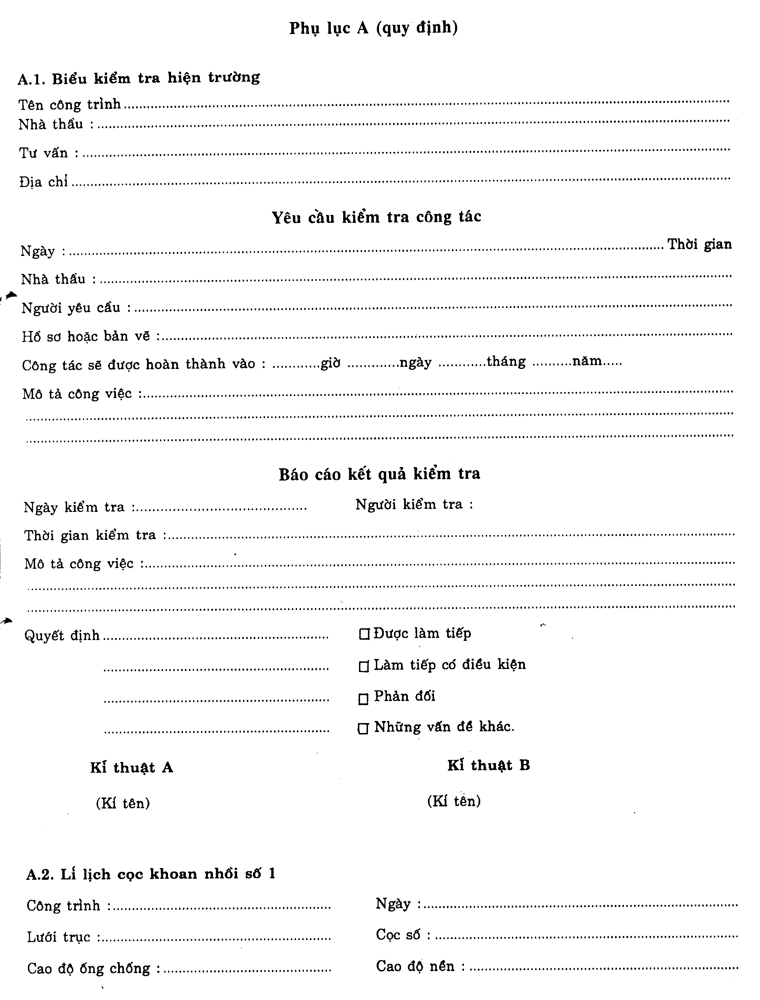 Phụ lục A (quy định)
A.1. Biểu kiểm tra hiện trường
Tên công trình........................................
Nhà thầu :........................................
Tư vấn :........................................
Địa chỉ........................................
Yêu cầu kiểm tra công tác
Ngày :........................................Thời gian
Nhà thầu :........................................
Người yêu cầu :........................................
Hồ sơ hoặc bản vẽ :........................................
Công tác sẽ được hoàn thành vào : ............giờ .............ngày ............tháng ..........năm.....
Mô tả công việc :........................................
........................................
........................................
Báo cáo kết quả kiểm tra
Ngày kiểm tra :........................................ Người kiểm tra :
Thời gian kiểm tra :........................................
Mô tả công việc :........................................
........................................
........................................
Quyết định........................................ □ Được làm tiếp
........................................ □ Làm tiếp có điều kiện
........................................ □ Phản đối
........................................ □ Những vấn đề khác.
Kĩ thuật A Kĩ thuật B
(Kí tên) (Kí tên)
A.2. Lí lịch cọc khoan nhồi số 1
Công trình :........................................ Ngày :........................................
Lưới trục :........................................ Cọc số :........................................
Cao độ ống chống :........................................ Cao độ nền :........................................